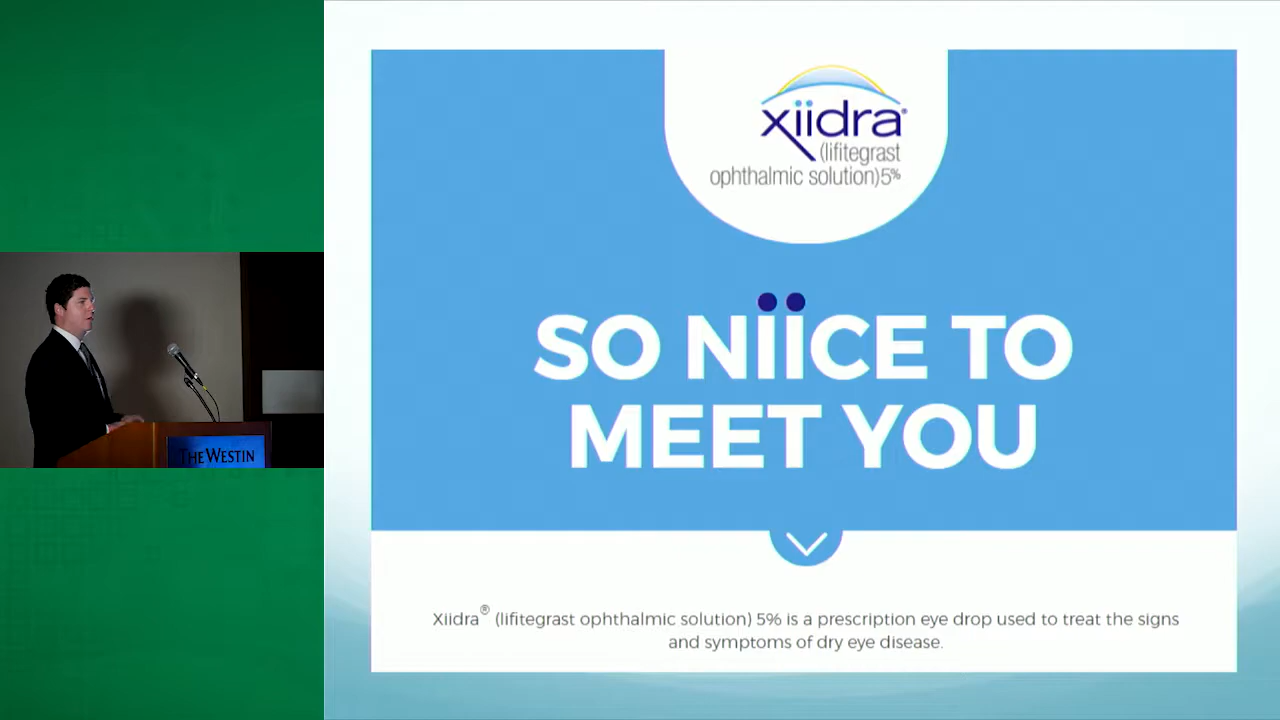 xiidra®
(lifitegrast
ophthalmic solution)5%
SO NIICE TO
MEET YOU
Xiidra® (lifitegrast ophthalmic solution) 5% is a prescription eye drop used to treat the signs
and symptoms of dry eye disease.
THE WESTIN